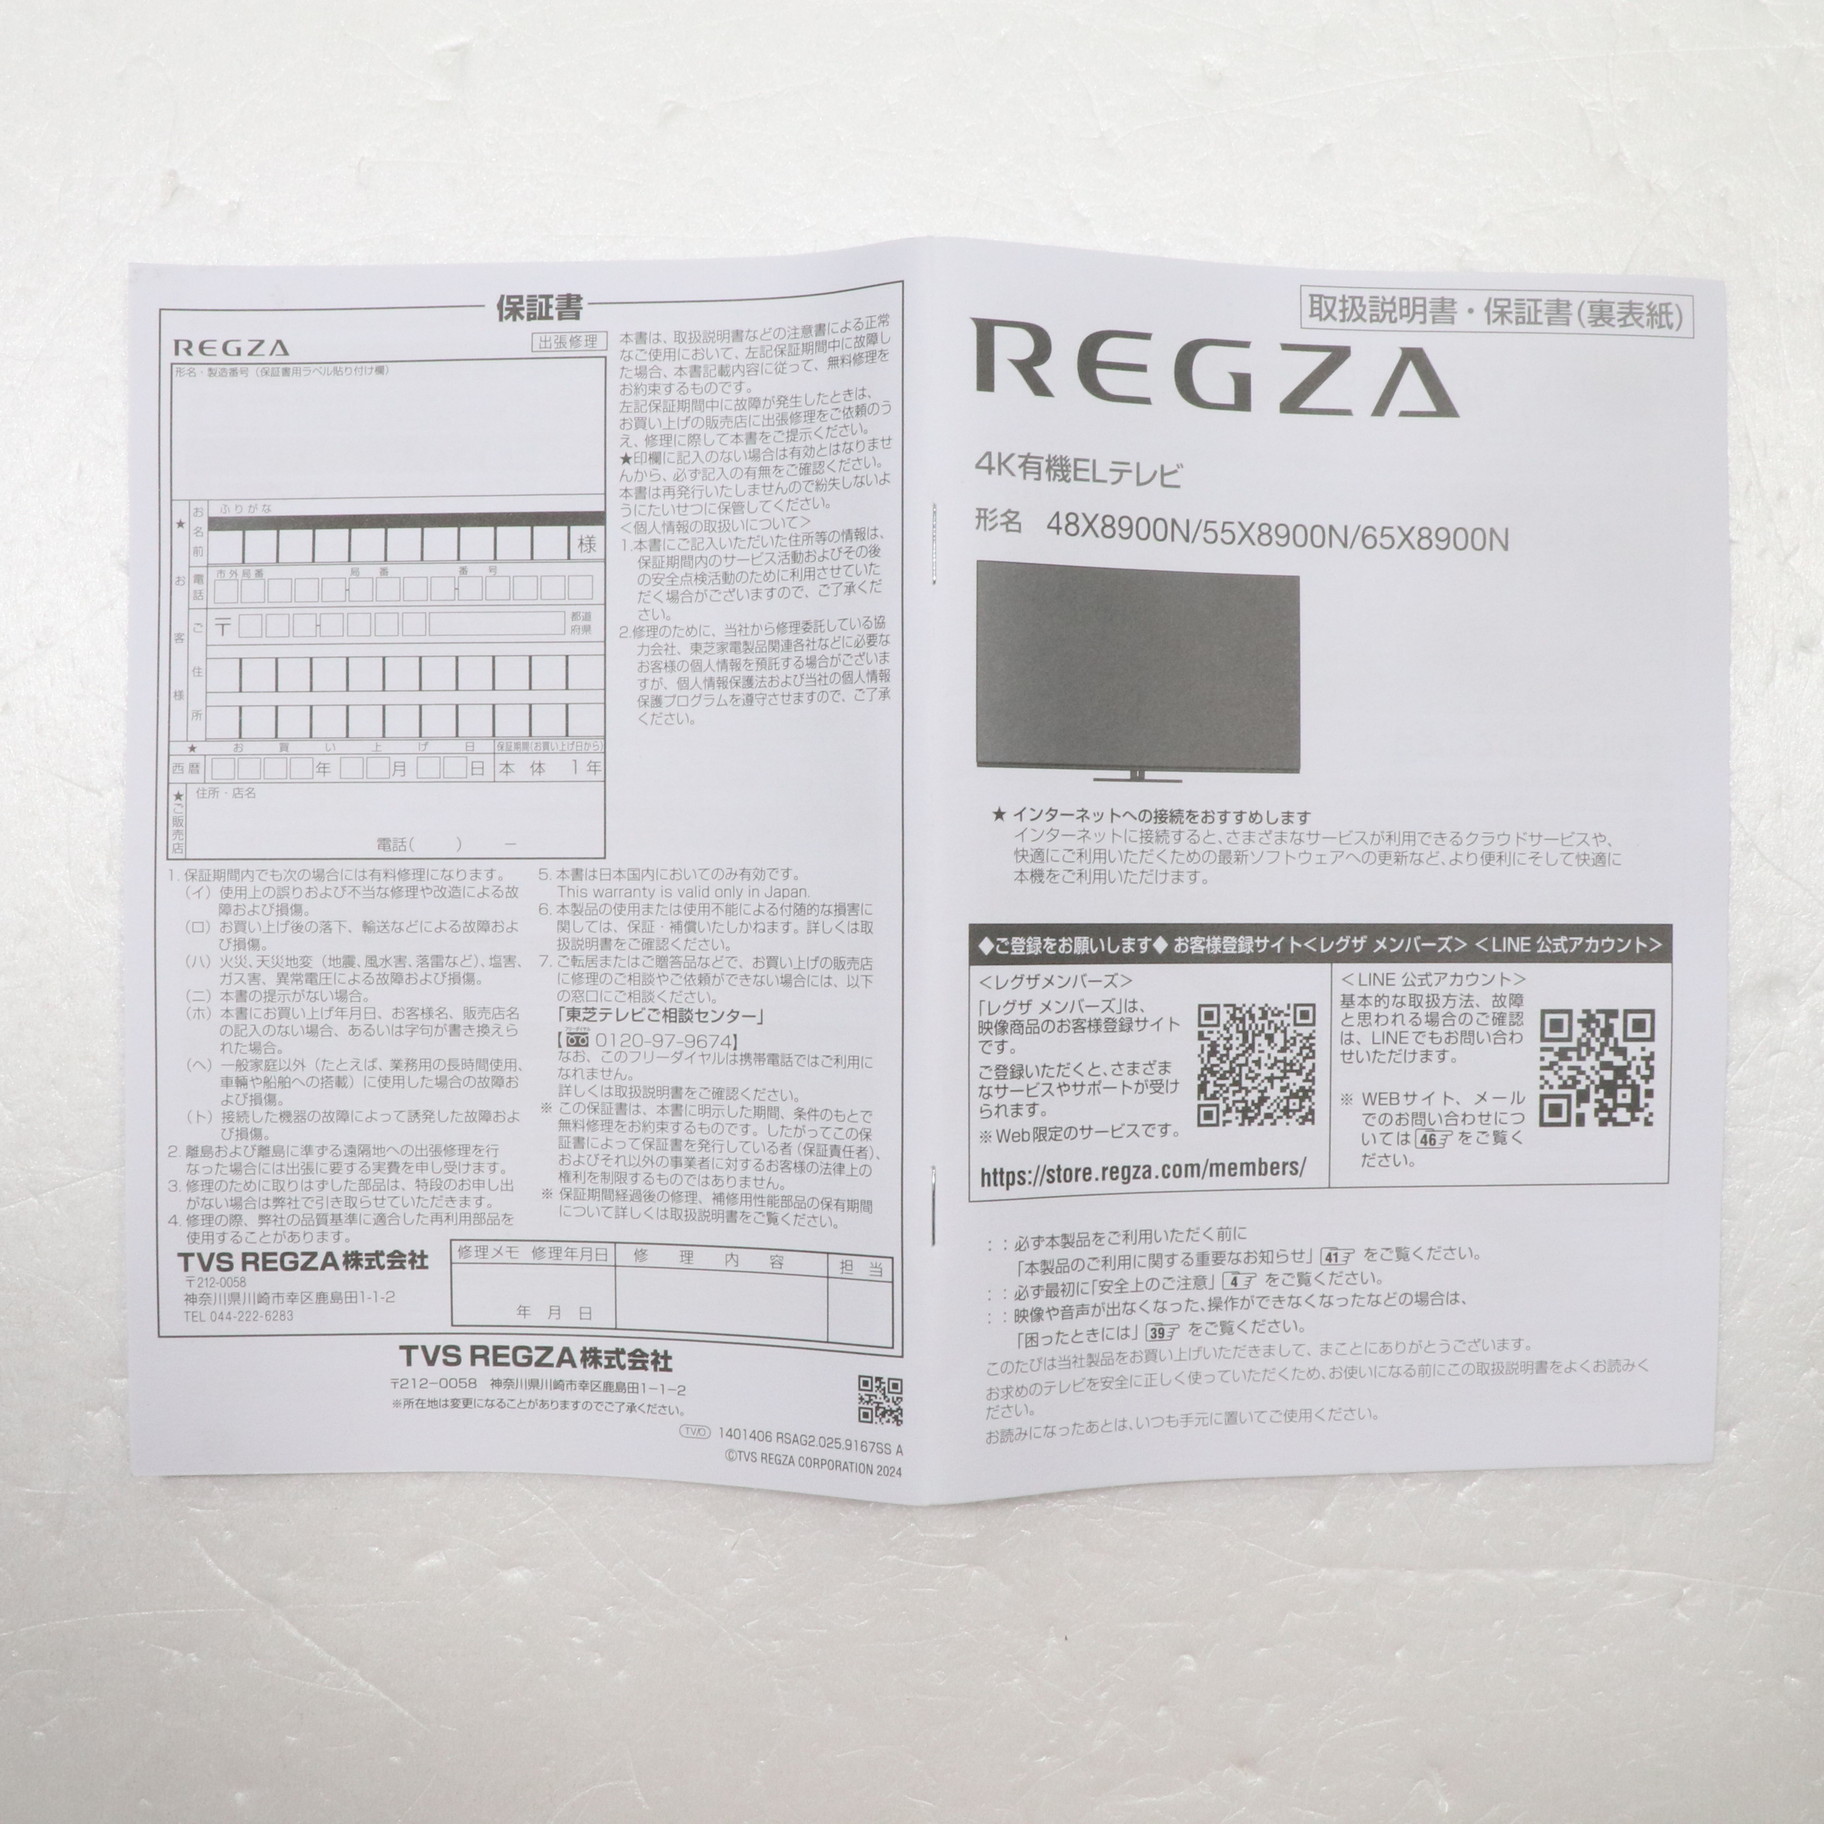 保証書
REGZA
出張修理
形名・製造番号（保証書用ラベル貼り付け欄）
★
お客様
お名前
ふりがな
様
電話
市外局番
局 番
番 号
ご住所
〒
都道
府県
★ お買い上げ日
保証期間(お買い上げ日から)
西暦 年 月 日
本 体 1年
★ご販売店
住所・店名
電話( ) －
本書は、取扱説明書などの注意書による正常
なご使用において、左記保証期間中に故障し
た場合、本書記載内容に従って、無料修理を
お約束するものです。
左記保証期間中に故障が発生したときは、
お買い上げの販売店に出張修理をご依頼のう
え、修理に際して本書をご提示ください。
★印欄に記入のない場合は有効とはなりませ
んから、必ず記入の有無をご確認ください。
本書は再発行いたしませんので紛失しないよ
うにたいせつに保管してください。
＜個人情報の取扱いについて＞
1.本書にご記入いただいた住所等の情報は、
保証期間内のサービス活動およびその後
の安全点検活動のために利用させていた
だく場合がございますので、ご了承くだ
さい。
2.修理のために、当社から修理委託している協
力会社、東芝家電製品関連各社などに必要な
お客様の個人情報を預託する場合がございま
すが、個人情報保護法および当社の個人情報
保護プログラムを遵守させますので、ご了承
ください。
1. 保証期間内でも次の場合には有料修理になります。
（イ）使用上の誤りおよび不当な修理や改造による故
障および損傷。
（ロ）お買い上げ後の落下、輸送などによる故障およ
び損傷。
（ハ）火災、天災地変（地震、風水害、落雷など）、塩害、
ガス害、異常電圧による故障および損傷。
（ニ）本書の提示がない場合。
（ホ）本書にお買い上げ年月日、お客様名、販売店名
の記入のない場合、あるいは字句が書き換えら
れた場合。
（ヘ）一般家庭以外（たとえば、業務用の長時間使用、
車輛や船舶への搭載）に使用した場合の故障お
よび損傷。
（ト）接続した機器の故障によって誘発した故障およ
び損傷。
2. 離島および離島に準ずる遠隔地への出張修理を行
なった場合には出張に要する実費を申し受けます。
3. 修理のために取りはずした部品は、特段のお申し出
がない場合は弊社で引き取らせていただきます。
4. 修理の際、弊社の品質基準に適合した再利用部品を
使用することがあります。
5. 本書は日本国内においてのみ有効です。
This warranty is valid only in Japan.
6. 本製品の使用または使用不能による付随的な損害に
関しては、保証・補償いたしかねます。詳しくは取
扱説明書をご確認ください。
7. ご転居またはご贈答品などで、お買い上げの販売店
に修理のご相談やご依頼ができない場合には、以下
の窓口にご相談ください。
「東芝テレビご相談センター」
フリーダイヤル
【 0120-97-9674】
なお、このフリーダイヤルは携帯電話ではご利用に
なれません。
詳しくは取扱説明書をご確認ください。
※ この保証書は、本書に明示した期間、条件のもとで
無料修理をお約束するものです。したがってこの保
証書によって保証書を発行している者（保証責任者）、
およびそれ以外の事業者に対するお客様の法律上の
権利を制限するものではありません。
※ 保証期間経過後の修理、補修用性能部品の保有期間
について詳しくは取扱説明書をご覧ください。
TVS REGZA株式会社
〒212-0058
神奈川県川崎市幸区鹿島田1-1-2
TEL 044-222-6283
修理メモ 修理年月日 修 理 内 容 担 当
年 月 日
TVS REGZA株式会社
〒212－0058 神奈川県川崎市幸区鹿島田1－1－2
※所在地は変更になることがありますのでご了承ください。
TV/O 1401406 RSAG2.025.9167SS A
©TVS REGZA CORPORATION 2024
取扱説明書・保証書(裏表紙)
REGZA
4K有機ELテレビ
形名 48X8900N/55X8900N/65X8900N
★ インターネットへの接続をおすすめします
インターネットに接続すると、さまざまなサービスが利用できるクラウドサービスや、
快適にご利用いただくための最新ソフトウェアへの更新など、より便利にそして快適に
本機をご利用いただけます。
◆ご登録をお願いします◆ お客様登録サイト＜レグザ メンバーズ＞ ＜LINE 公式アカウント＞
＜レグザメンバーズ＞
「レグザ メンバーズ」は、
映像商品のお客様登録サイト
です。
ご登録いただくと、さまざま
なサービスやサポートが受け
られます。
※Web限定のサービスです。
https://store.regza.com/members/
＜LINE 公式アカウント＞
基本的な取扱方法、故障
と思われる場合のご確認
は、LINEでもお問い合わ
せいただけます。
※ WEBサイト、メール
でのお問い合わせにつ
いては 46 をご覧く
ださい。
：：必ず本製品をご利用いただく前に
「本製品のご利用に関する重要なお知らせ」 41 をご覧ください。
：：必ず最初に「安全上のご注意」 4 をご覧ください。
：：映像や音声が出なくなった、操作ができなくなったなどの場合は、
「困ったときには」 39 をご覧ください。
このたびは当社製品をお買い上げいただきまして、まことにありがとうございます。
お求めのテレビを安全に正しく使っていただくため、お使いになる前にこの取扱説明書をよくお読みく
ださい。
お読みになったあとは、いつも手元に置いてご使用ください。